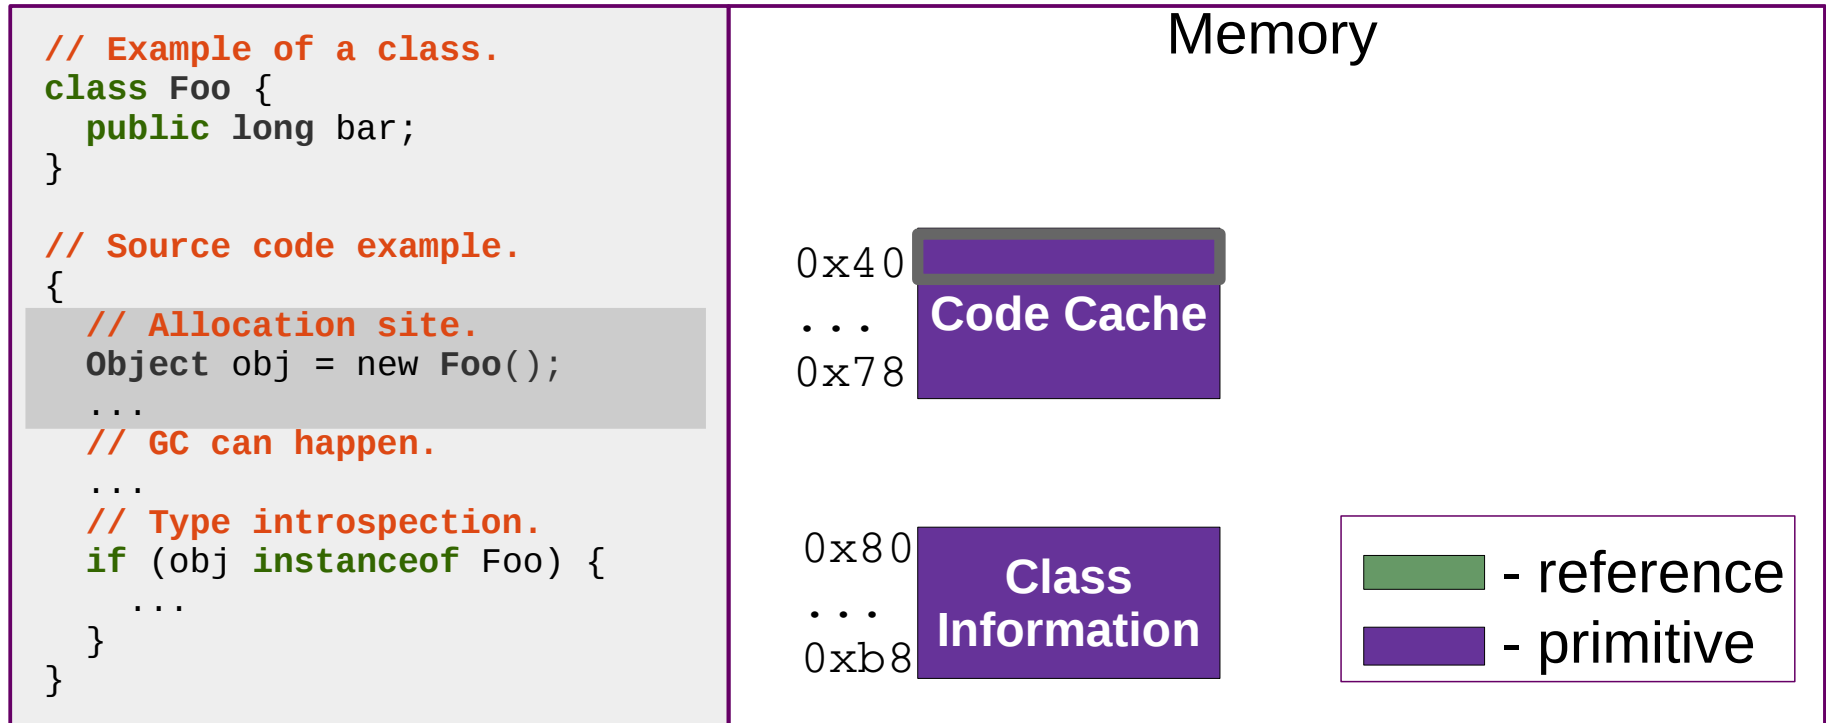 // Example of a class.
class Foo {
  public long bar;
}
// Source code example.
{
  // Allocation site.
  Object obj = new Foo();
  ...
  // GC can happen.
  ...
  // Type introspection.
  if (obj instanceof Foo) {
    ...
  }
}
Memory
0x40
...
0x78
Code Cache
0x80
...
0xb8
Class
Information
- reference
- primitive